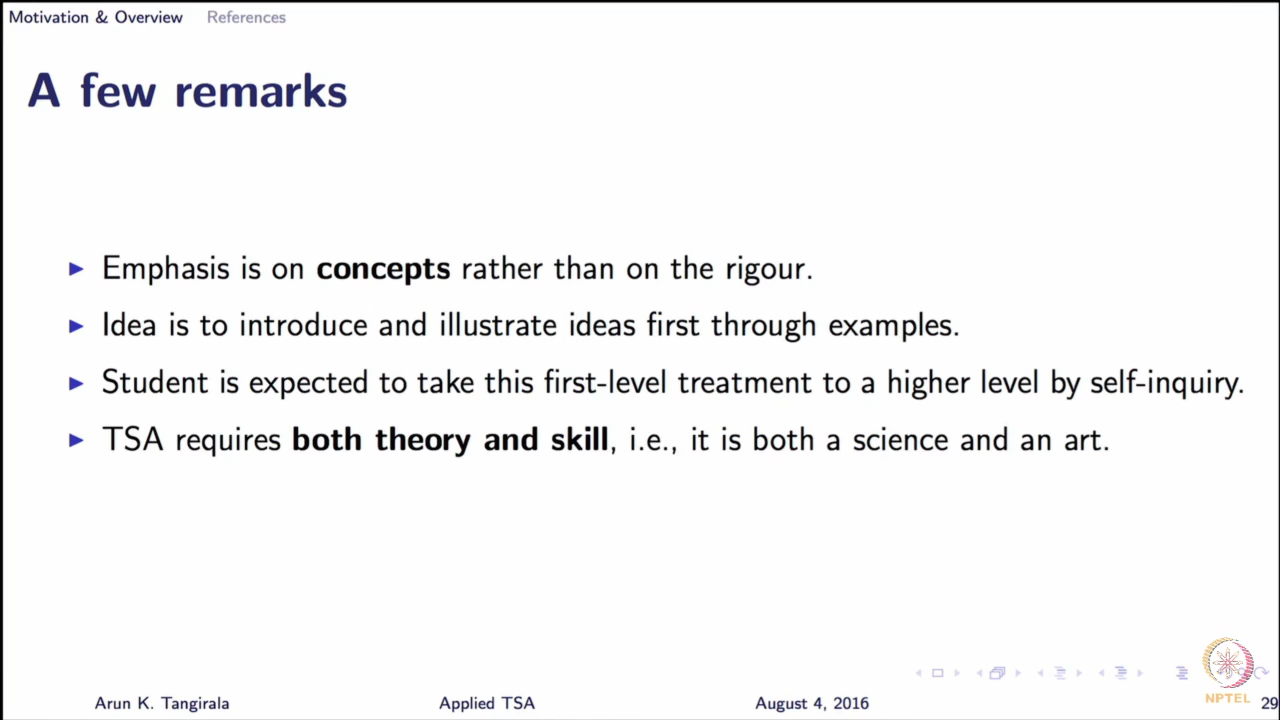 Motivation & Overview References
A few remarks
Emphasis is on concepts rather than on the rigour.
Idea is to introduce and illustrate ideas first through examples.
Student is expected to take this first-level treatment to a higher level by self-inquiry.
TSA requires both theory and skill, i.e., it is both a science and an art.
NPTEL
Arun K. Tangirala Applied TSA August 4, 2016 29